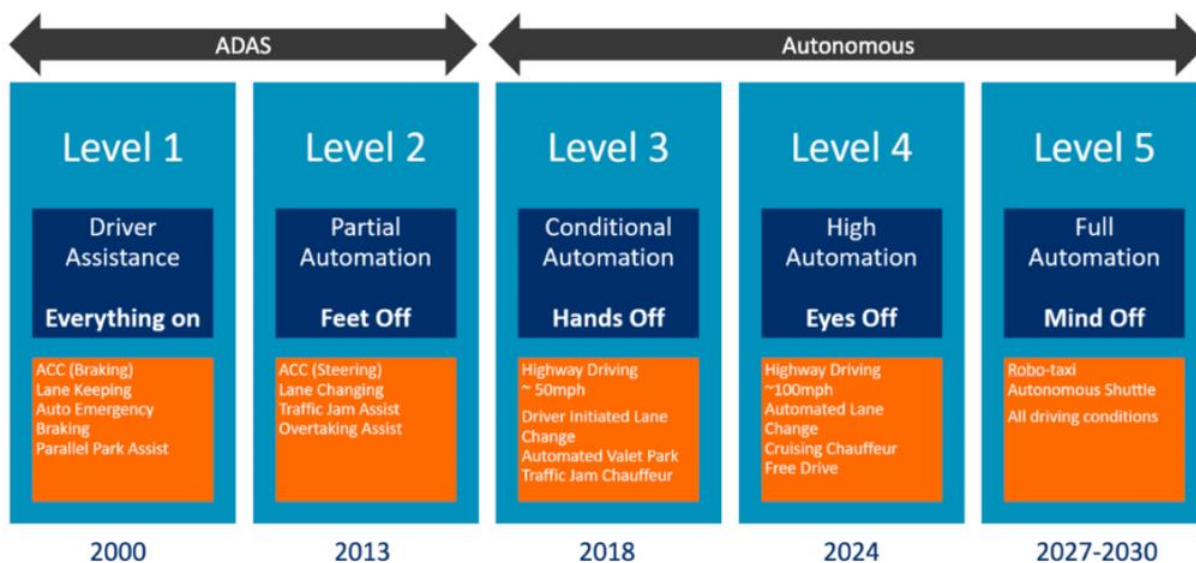 ADAS
Autonomous
Level 1
Driver
Assistance
Everything on
ACC (Braking)
Lane Keeping
Auto Emergency
Braking
Parallel Park Assist
2000
Level 2
Partial
Automation
Feet Off
ACC (Steering)
Lane Changing
Traffic Jam Assist
Overtaking Assist
2013
Level 3
Conditional
Automation
Hands Off
Highway Driving
~ 50mph
Driver Initiated Lane
Change
Automated Valet Park
Traffic Jam Chauffeur
2018
Level 4
High
Automation
Eyes Off
Highway Driving
~100mph
Automated Lane
Change
Cruising Chauffeur
Free Drive
2024
Level 5
Full
Automation
Mind Off
Robo-taxi
Autonomous Shuttle
All driving conditions
2027-2030